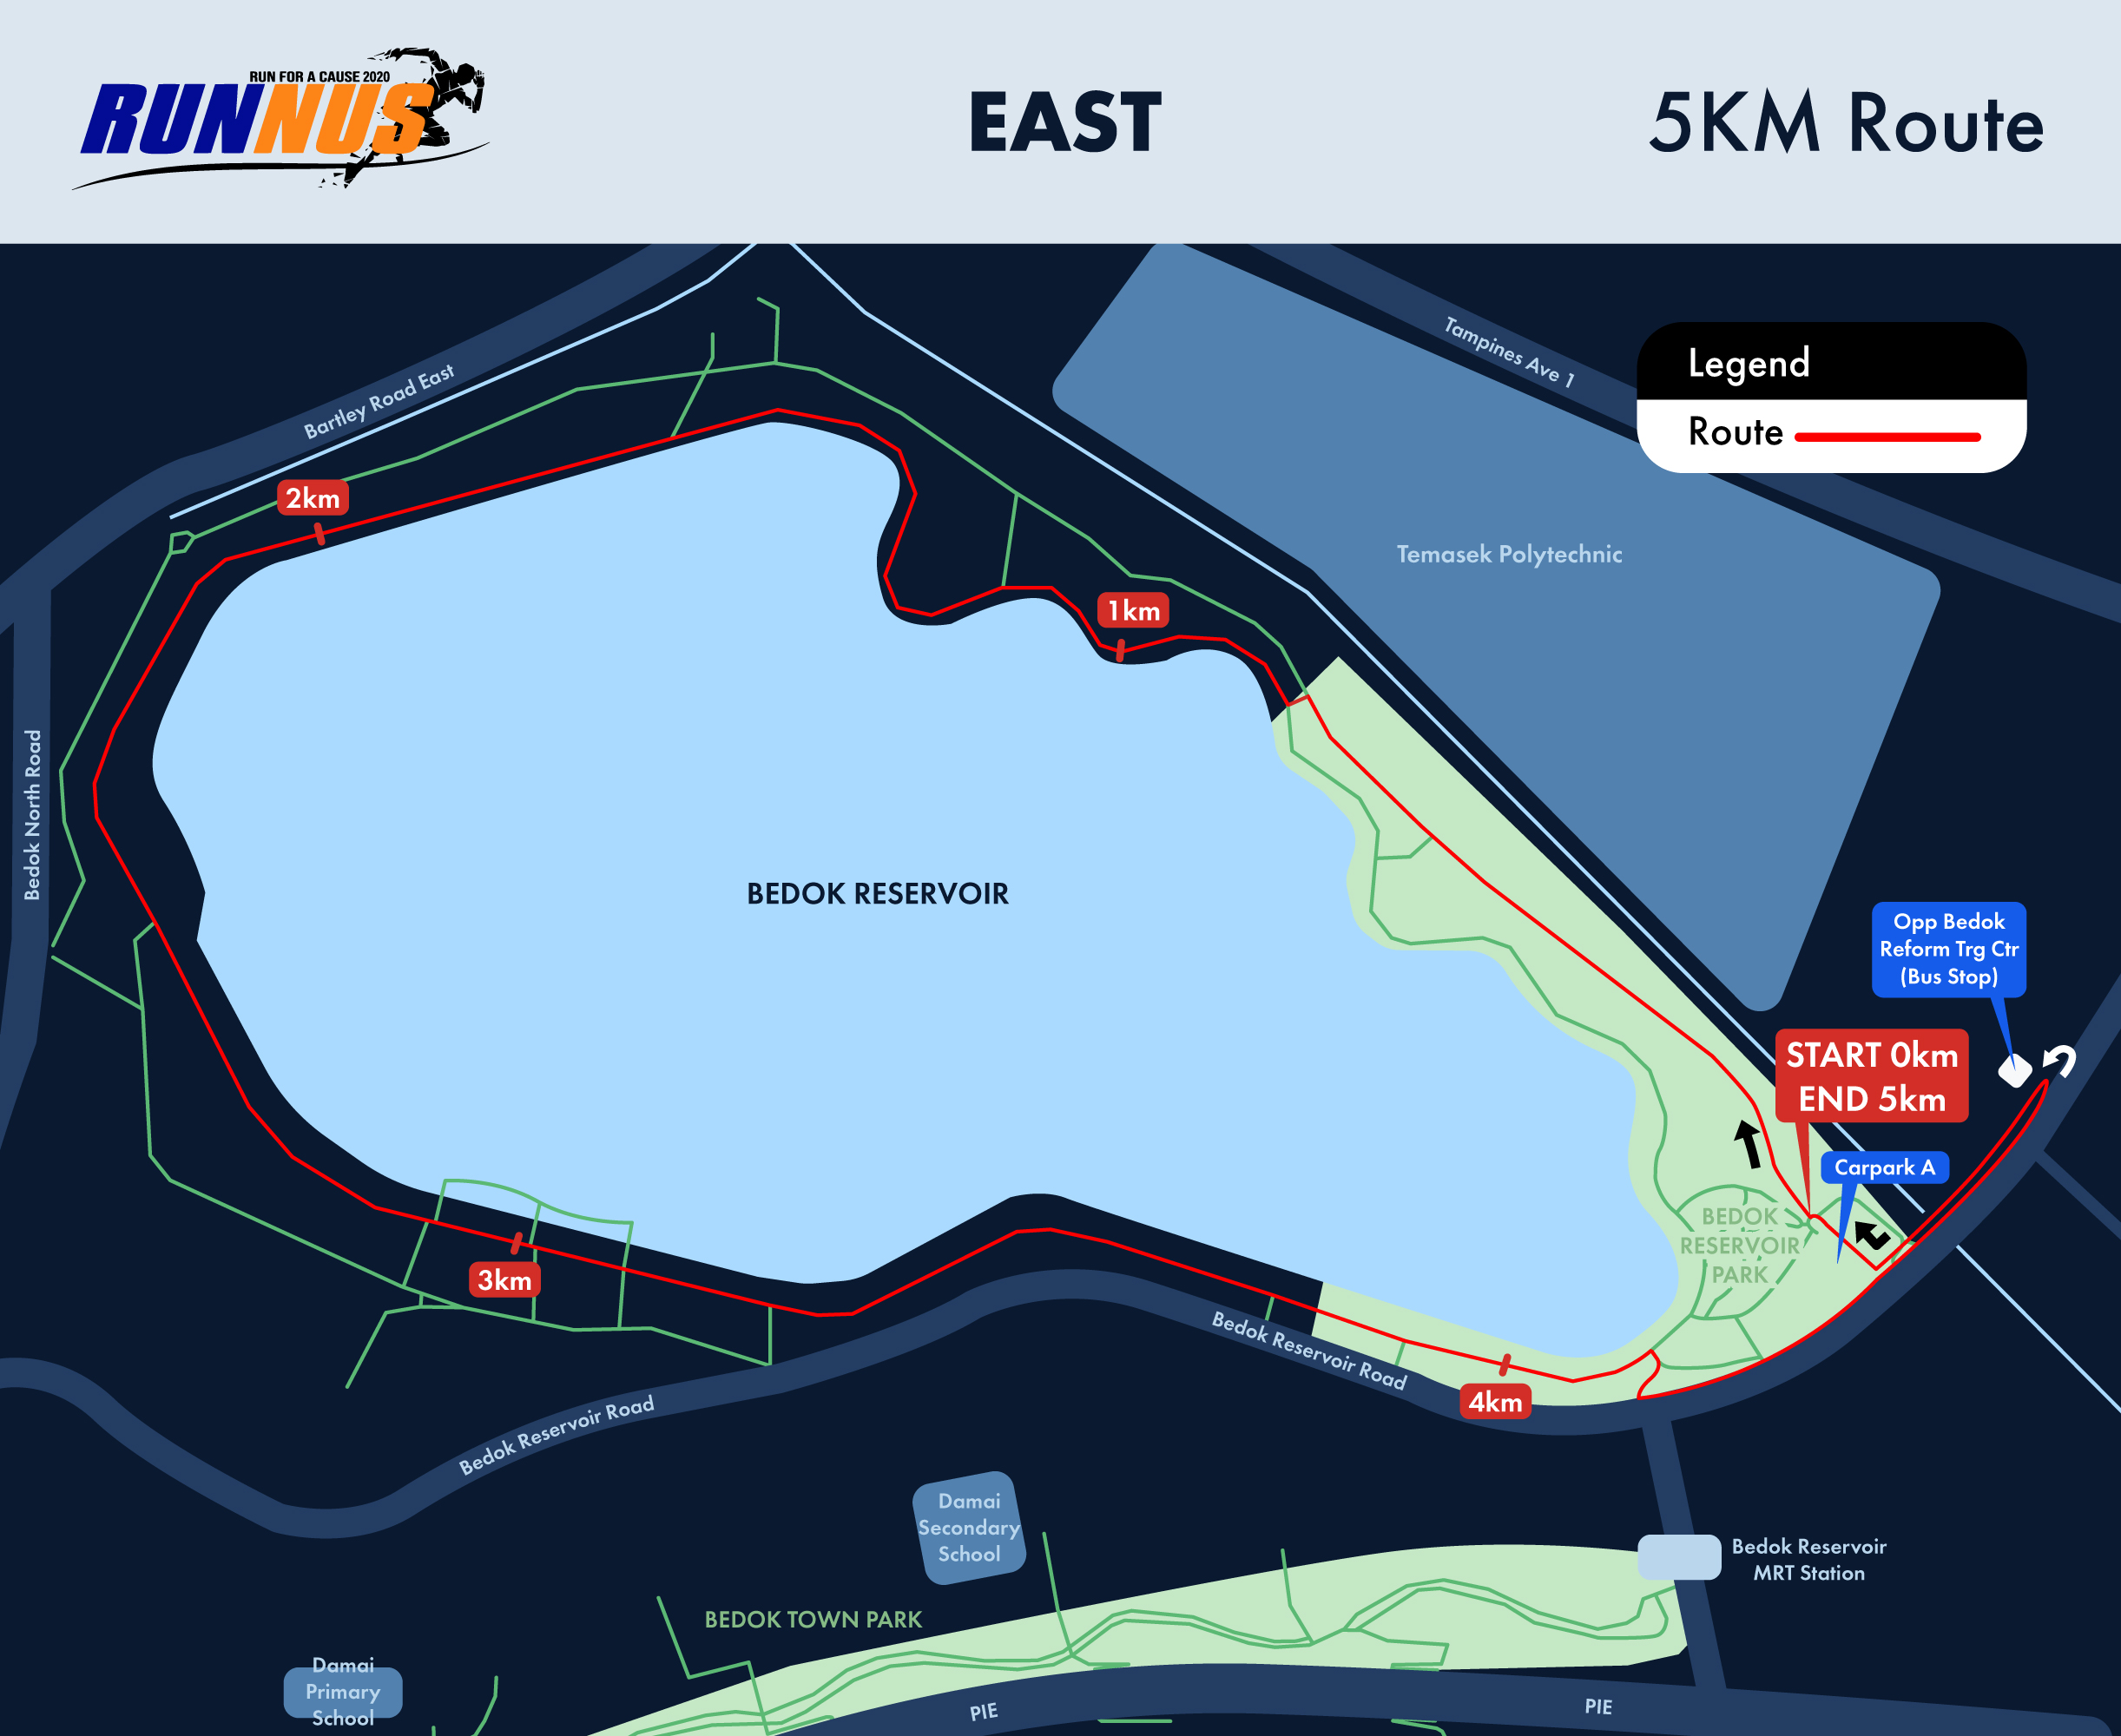 RUN FOR A CAUSE 2020
RUNNUS
EAST
5KM Route
Legend
Route
Tampines Ave 1
Bartley Road East
2km
Temasek Polytechnic
1km
Bedok North Road
BEDOK RESERVOIR
Opp Bedok
Reform Trg Ctr
(Bus Stop)
START 0km
END 5km
Carpark A
BEDOK
RESERVOIR
PARK
3km
Bedok Reservoir Road
4km
Bedok Reservoir Road
Damai
Secondary
School
Bedok Reservoir
MRT Station
BEDOK TOWN PARK
Damai
Primary
School
PIE
PIE